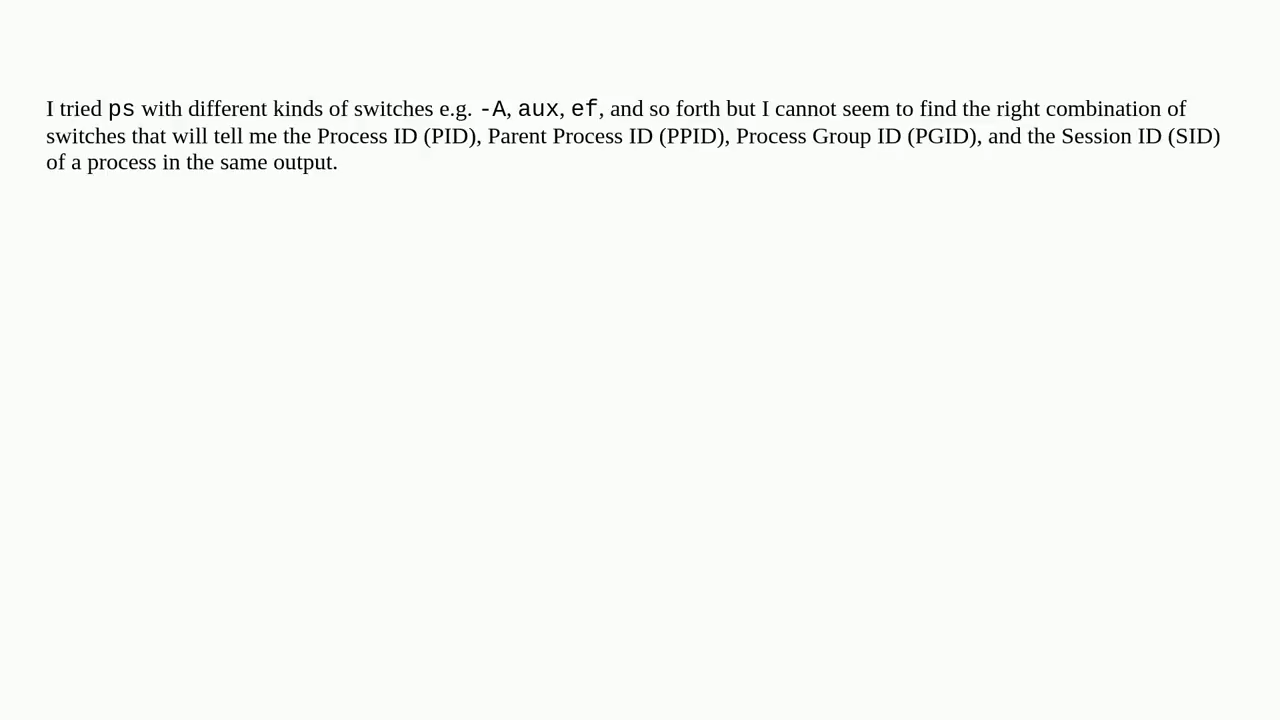 I tried ps with different kinds of switches e.g. -A, aux, ef, and so forth but I cannot seem to find the right combination of
switches that will tell me the Process ID (PID), Parent Process ID (PPID), Process Group ID (PGID), and the Session ID (SID)
of a process in the same output.